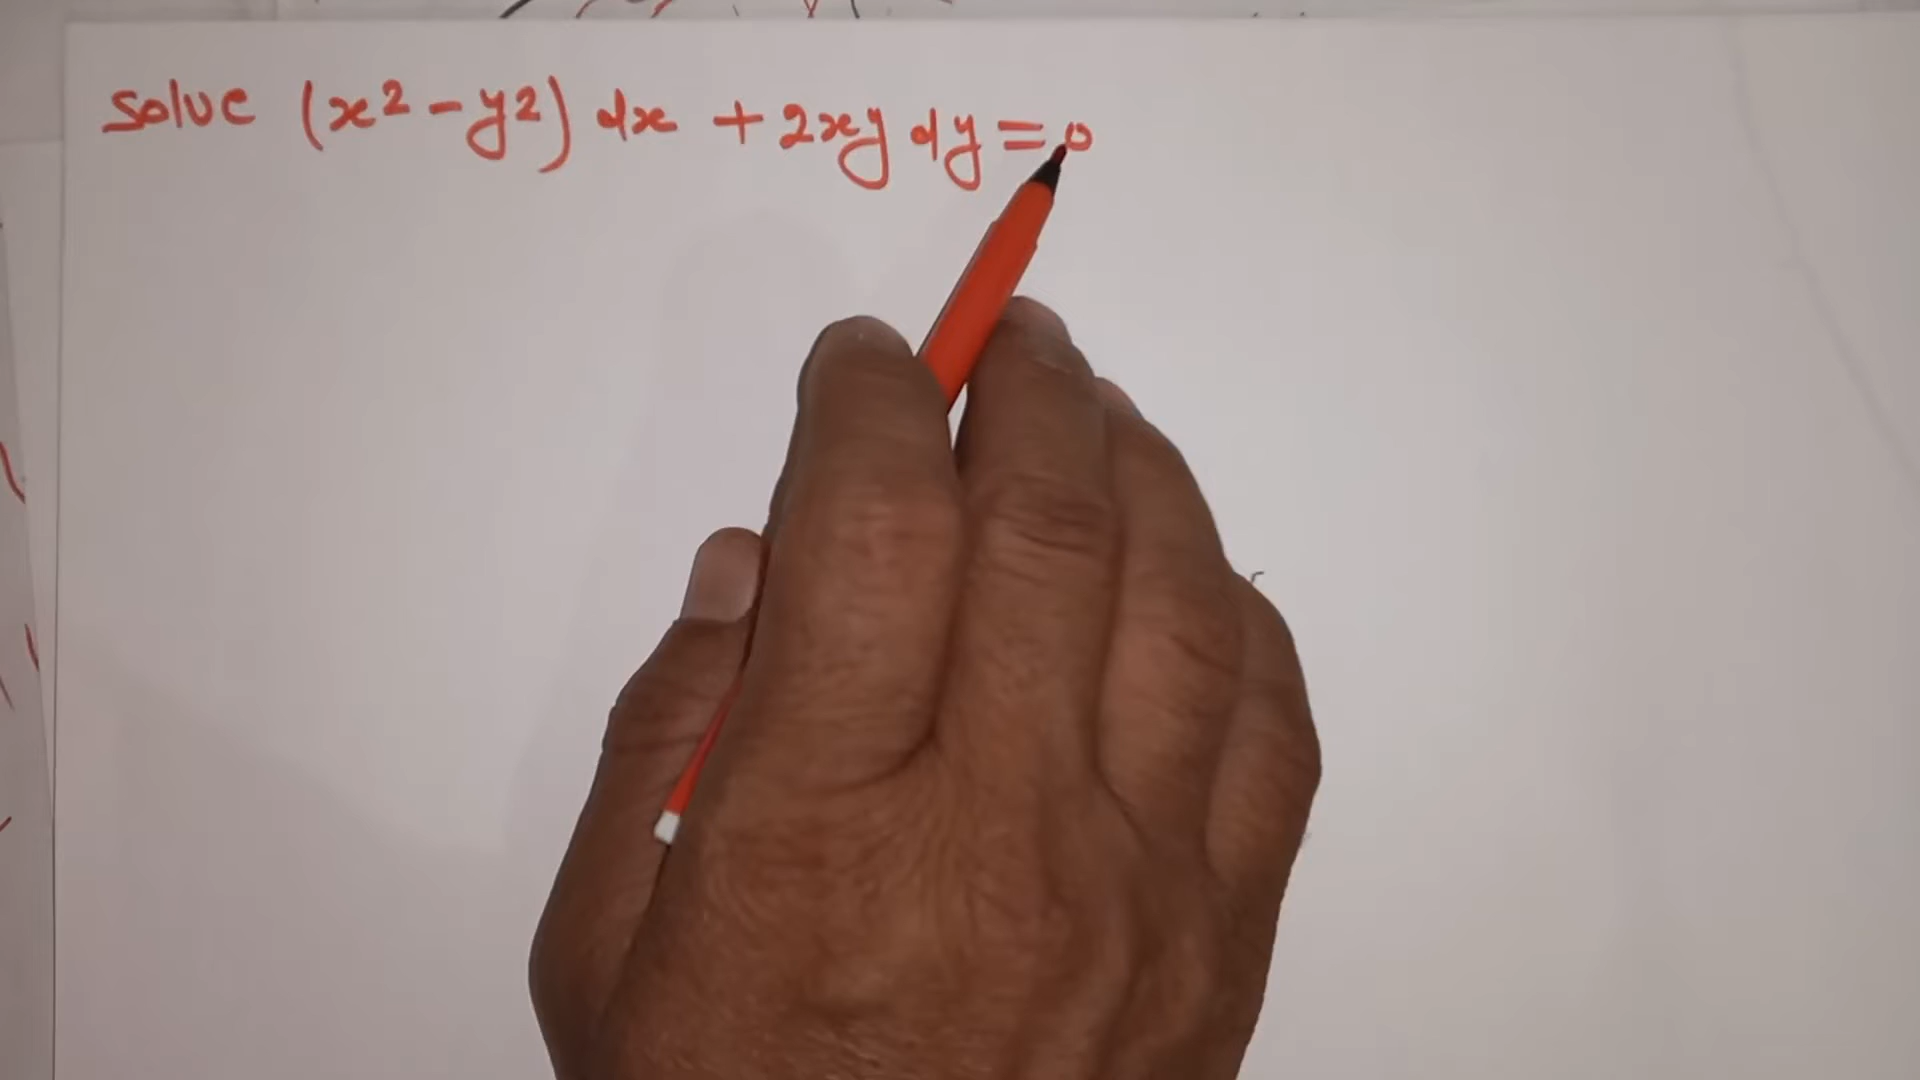 solve (x² - y²) dx + 2xy dy = 0